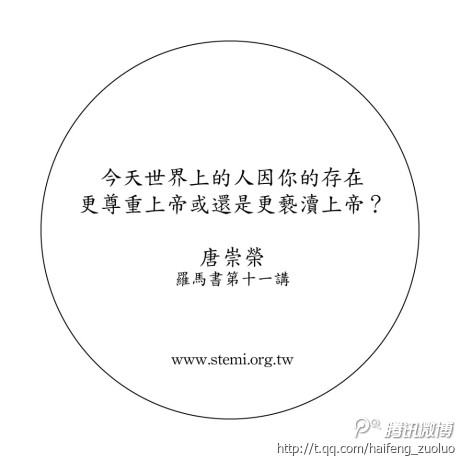 今天世界上的人因你的存在
更尊重上帝或還是更褻瀆上帝？
唐崇榮
羅馬書第十一講
www.stemi.org.tw
腾讯微博
http://t.qq.com/haifeng_zuoluo